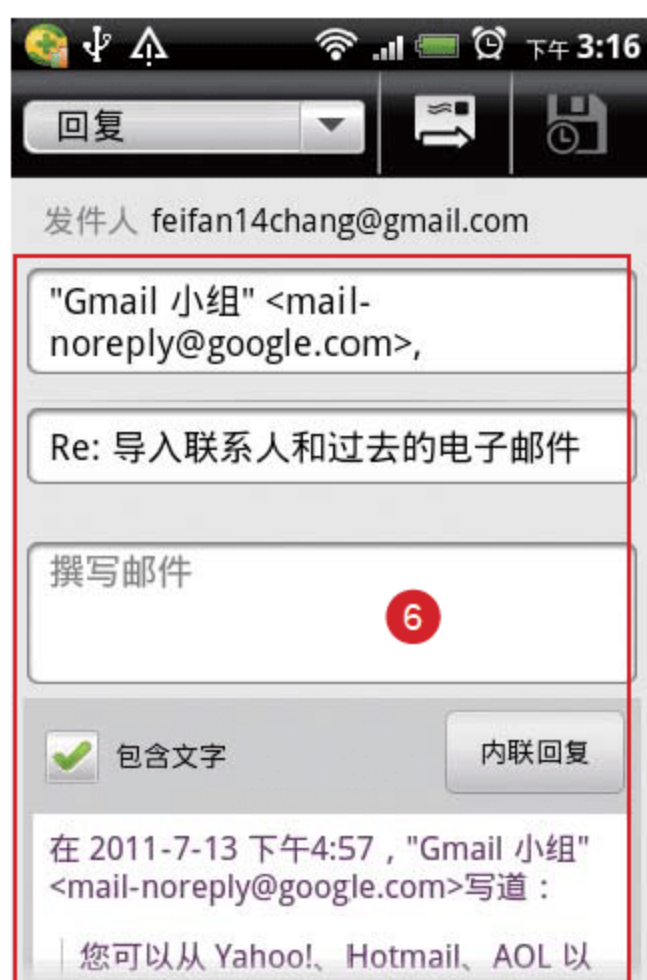 下午 3:16
回复
发件人 feifan14chang@gmail.com
"Gmail 小组" <mail-
noreply@google.com>,
Re: 导入联系人和过去的电子邮件
撰写邮件
6
包含文字
内联回复
在 2011-7-13 下午4:57，"Gmail 小组"
<mail-noreply@google.com>写道：
您可以从 Yahoo!、Hotmail、AOL 以